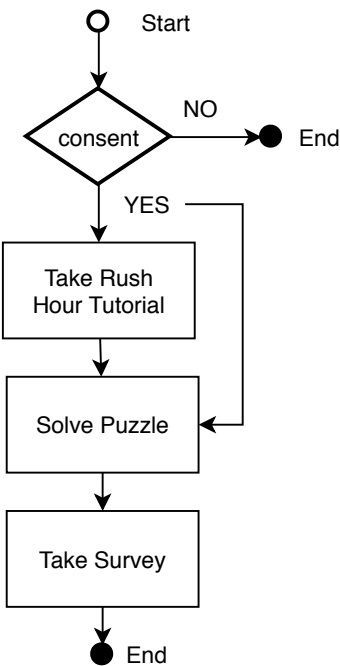 Start
consent
NO
End
YES
Take Rush
Hour Tutorial
Solve Puzzle
Take Survey
End